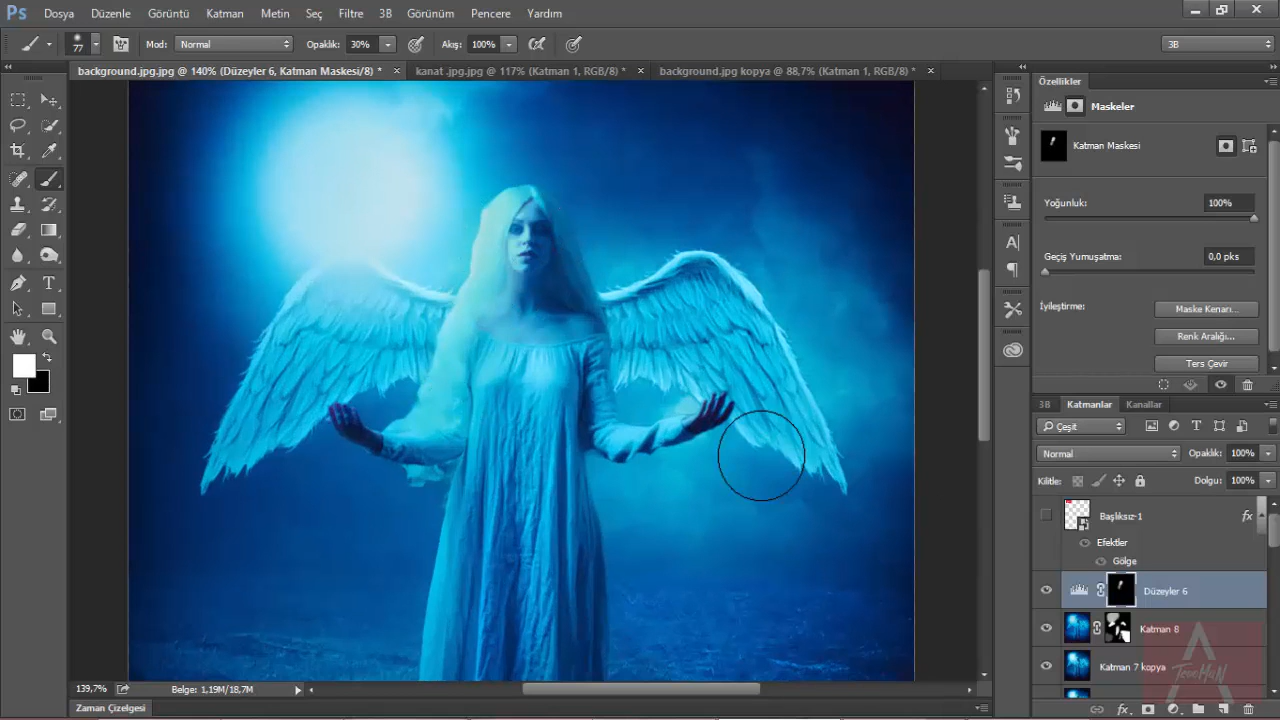 Ps Dosya Düzenle Görüntü Katman Metin Seç Filtre 3B Görünüm Pencere Yardım
77 Mod: Normal Opaklık: 30% Akış: 100% 3B
background.jpg.jpg @ 140% (Düzeyler 6, Katman Maskesi/8) * × kanat .jpg.jpg @ 117% (Katman 1, RGB/8) * × background.jpg kopya @ 88,7% (Katman 1, RGB/8) * ×
Özellikler
Maskeler
Katman Maskesi
Yoğunluk: 100%
Geçiş Yumuşatma: 0,0 pks
İyileştirme: Maske Kenarı...
Renk Aralığı...
Ters Çevir
3B Katmanlar Kanallar
Çeşit
Normal Opaklık: 100%
Kilitle: Dolgu: 100%
Başlıksız-1 fx
Efektler
Gölge
Düzeyler 6
Katman 8
Katman 7 kopya
TegeMaN
139,7% Belge: 1,19M/18,7M
Zaman Çizelgesi